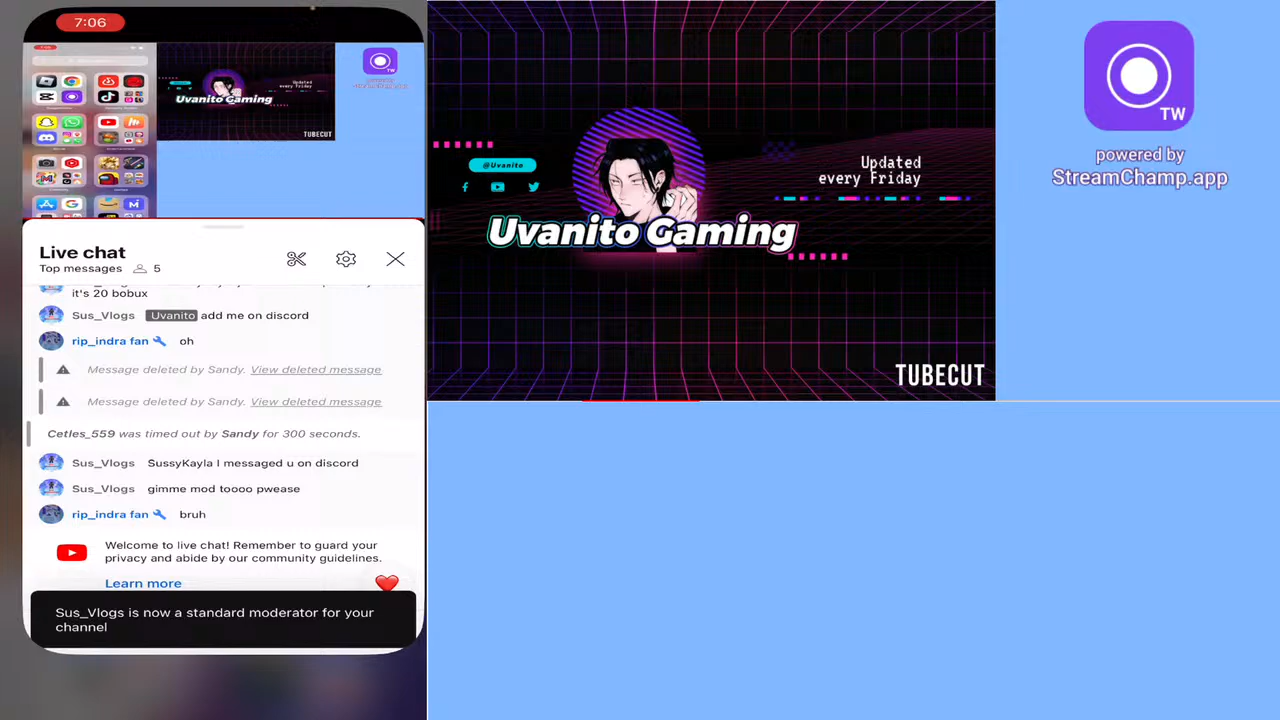 7:06
@Uvanito
Updated
every Friday
Uvanito Gaming
TUBECUT
TW
powered by
StreamChamp.app
Updated
every Friday
Uvanito Gaming
TUBECUT
TW
Live chat
Top messages 5
it's 20 bobux
Sus_Vlogs Uvanito add me on discord
rip_indra fan oh
Message deleted by Sandy. View deleted message
Message deleted by Sandy. View deleted message
Cetles_559 was timed out by Sandy for 300 seconds.
Sus_Vlogs SussyKayla I messaged u on discord
Sus_Vlogs gimme mod toooo pwease
rip_indra fan bruh
Welcome to live chat! Remember to guard your
privacy and abide by our community guidelines.
Learn more
Sus_Vlogs is now a standard moderator for your
channel